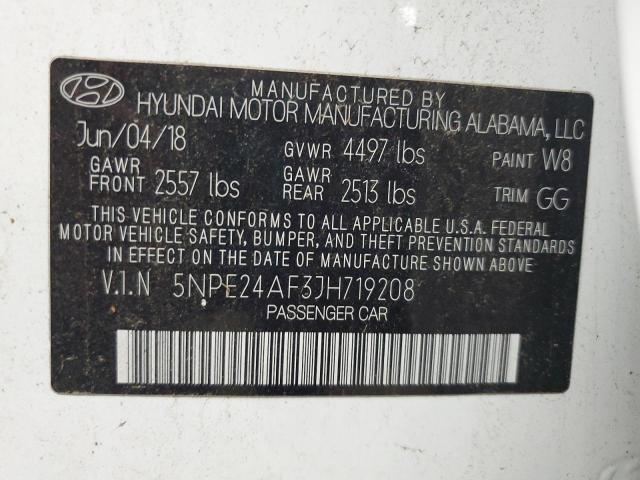 MANUFACTURED BY
HYUNDAI MOTOR MANUFACTURING ALABAMA, LLC
Jun/04/18 GVWR 4497 lbs PAINT W8
GAWR FRONT 2557 lbs GAWR REAR 2513 lbs TRIM GG
THIS VEHICLE CONFORMS TO ALL APPLICABLE U.S.A. FEDERAL
MOTOR VEHICLE SAFETY, BUMPER, AND THEFT PREVENTION STANDARDS
IN EFFECT ON THE DATE OF MANUFACTURE SHOWN ABOVE
V.I.N 5NPE24AF3JH719208
PASSENGER CAR